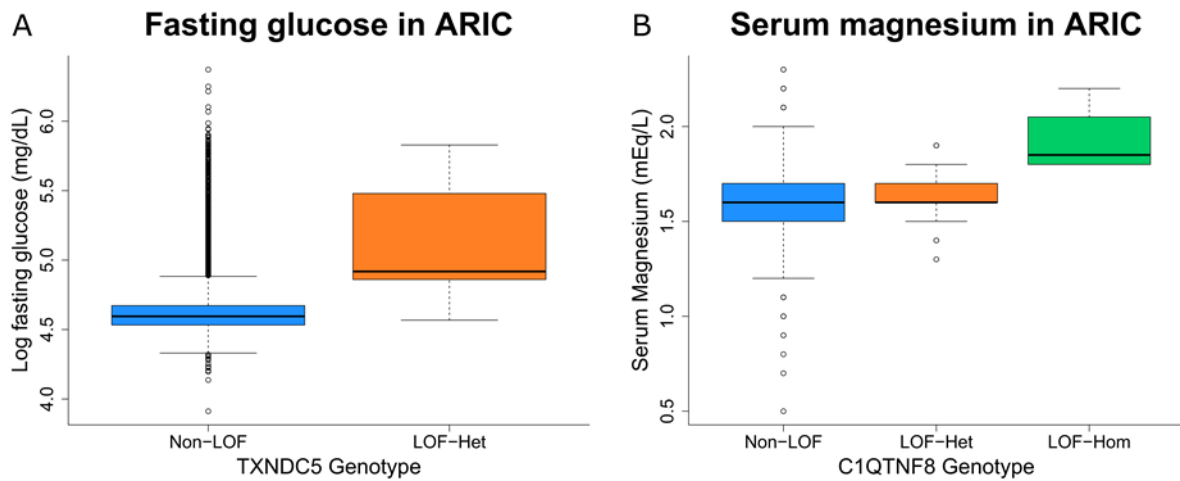 A
Fasting glucose in ARIC
Log fasting glucose (mg/dL)
6.0
5.5
5.0
4.5
4.0
Non-LOF
LOF-Het
TXNDC5 Genotype
B
Serum magnesium in ARIC
Serum Magnesium (mEq/L)
2.0
1.5
1.0
0.5
Non-LOF
LOF-Het
LOF-Hom
C1QTNF8 Genotype